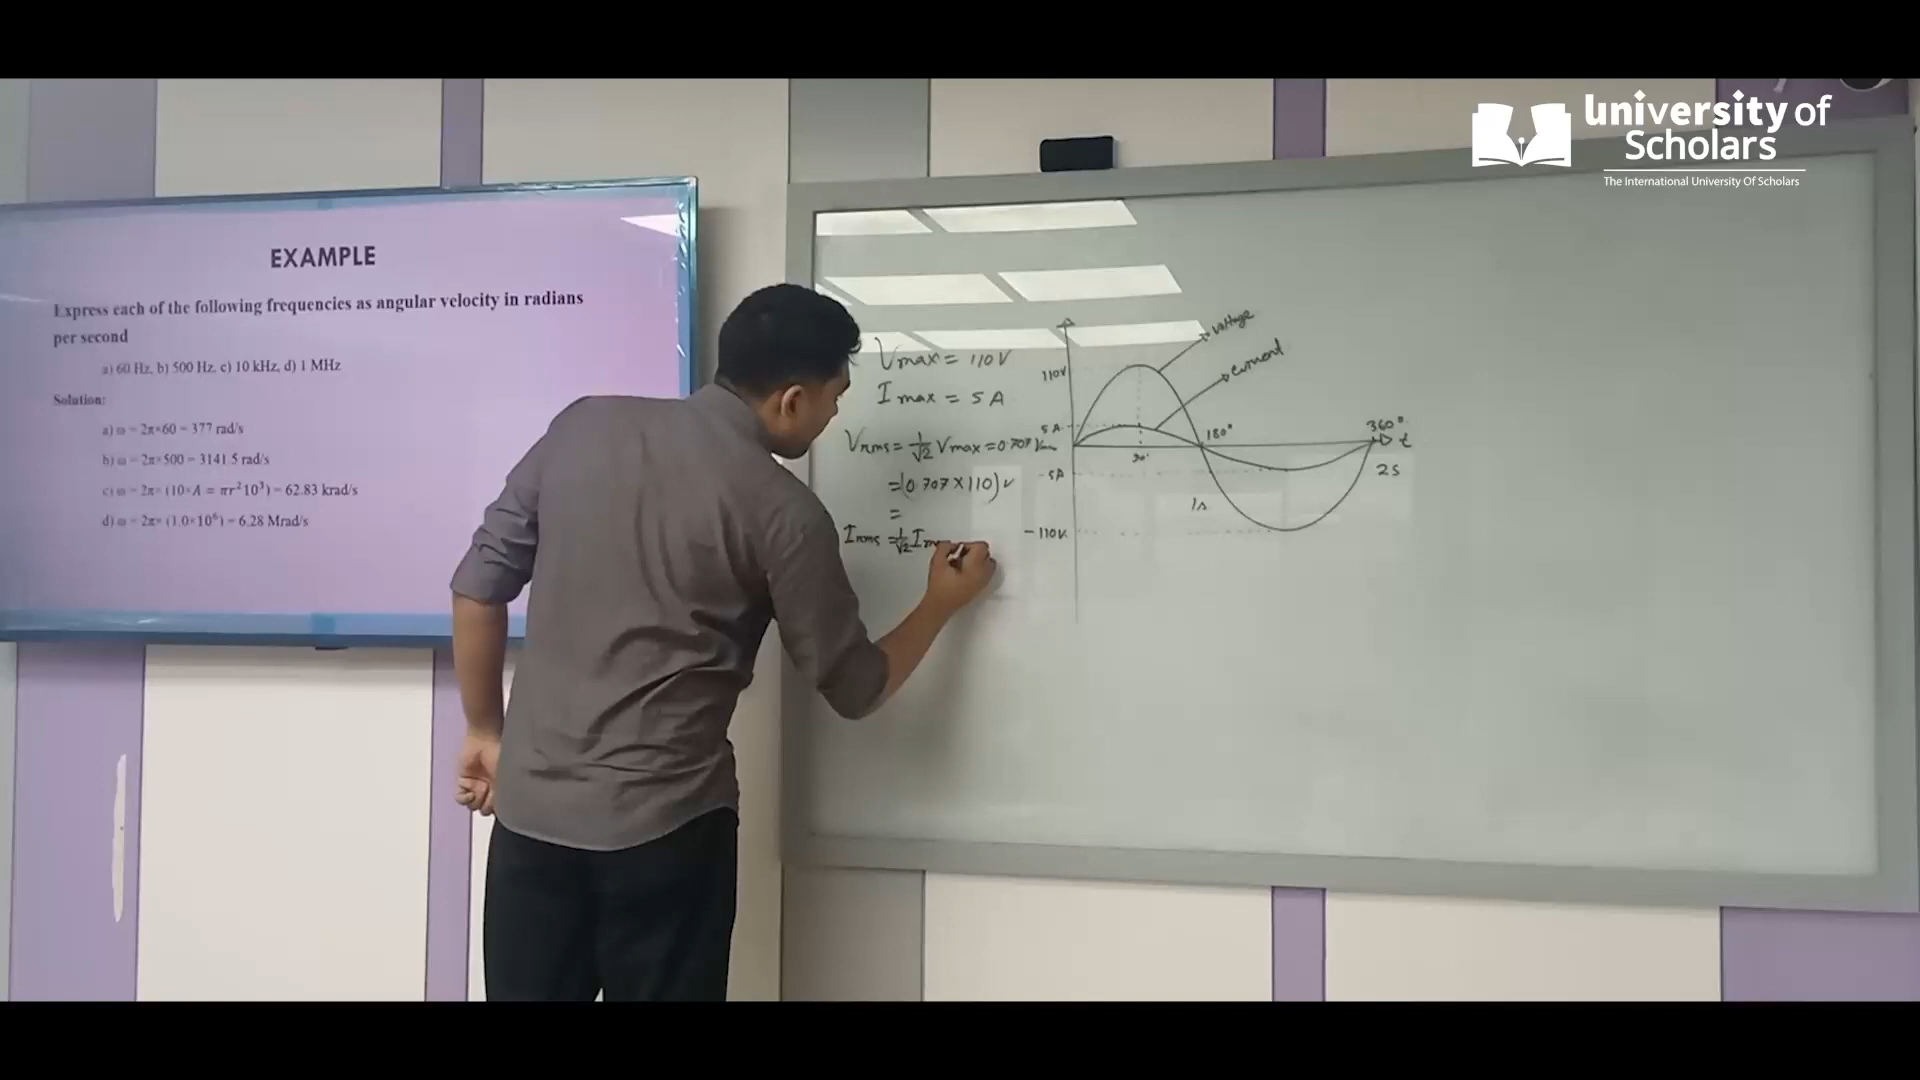 University of
Scholars
The International University Of Scholars
EXAMPLE
Express each of the following frequencies as angular velocity in radians
per second
a) 60 Hz, b) 500 Hz, c) 10 kHz, d) 1 MHz
Solution:
a) ω = 2π×60 = 377 rad/s
b) ω = 2π×500 = 3141.5 rad/s
c) ω = 2π× (10×A = πr²10³) = 62.83 krad/s
d) ω = 2π× (1.0×10⁶) = 6.28 Mrad/s
Vmax = 110V
Imax = 5A
Vrms = 1/√2 Vmax = 0.707 Vm
= (0.707 × 110) V
=
Irms = 1/√2 Im
voltage
current
110V
5A
-5A
-110V
90°
180°
360°
t
1s
2s